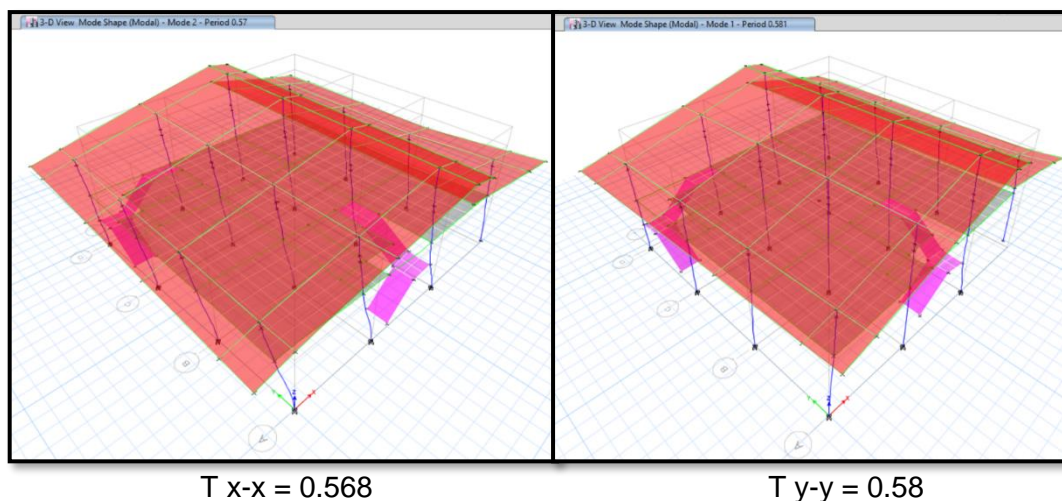 3-D View Mode Shape (Modal) - Mode 2 - Period 0.57
3-D View Mode Shape (Modal) - Mode 1 - Period 0.581
B
A
B
A
Z
X
Y
Z
X
Y
T x-x = 0.568
T y-y = 0.58